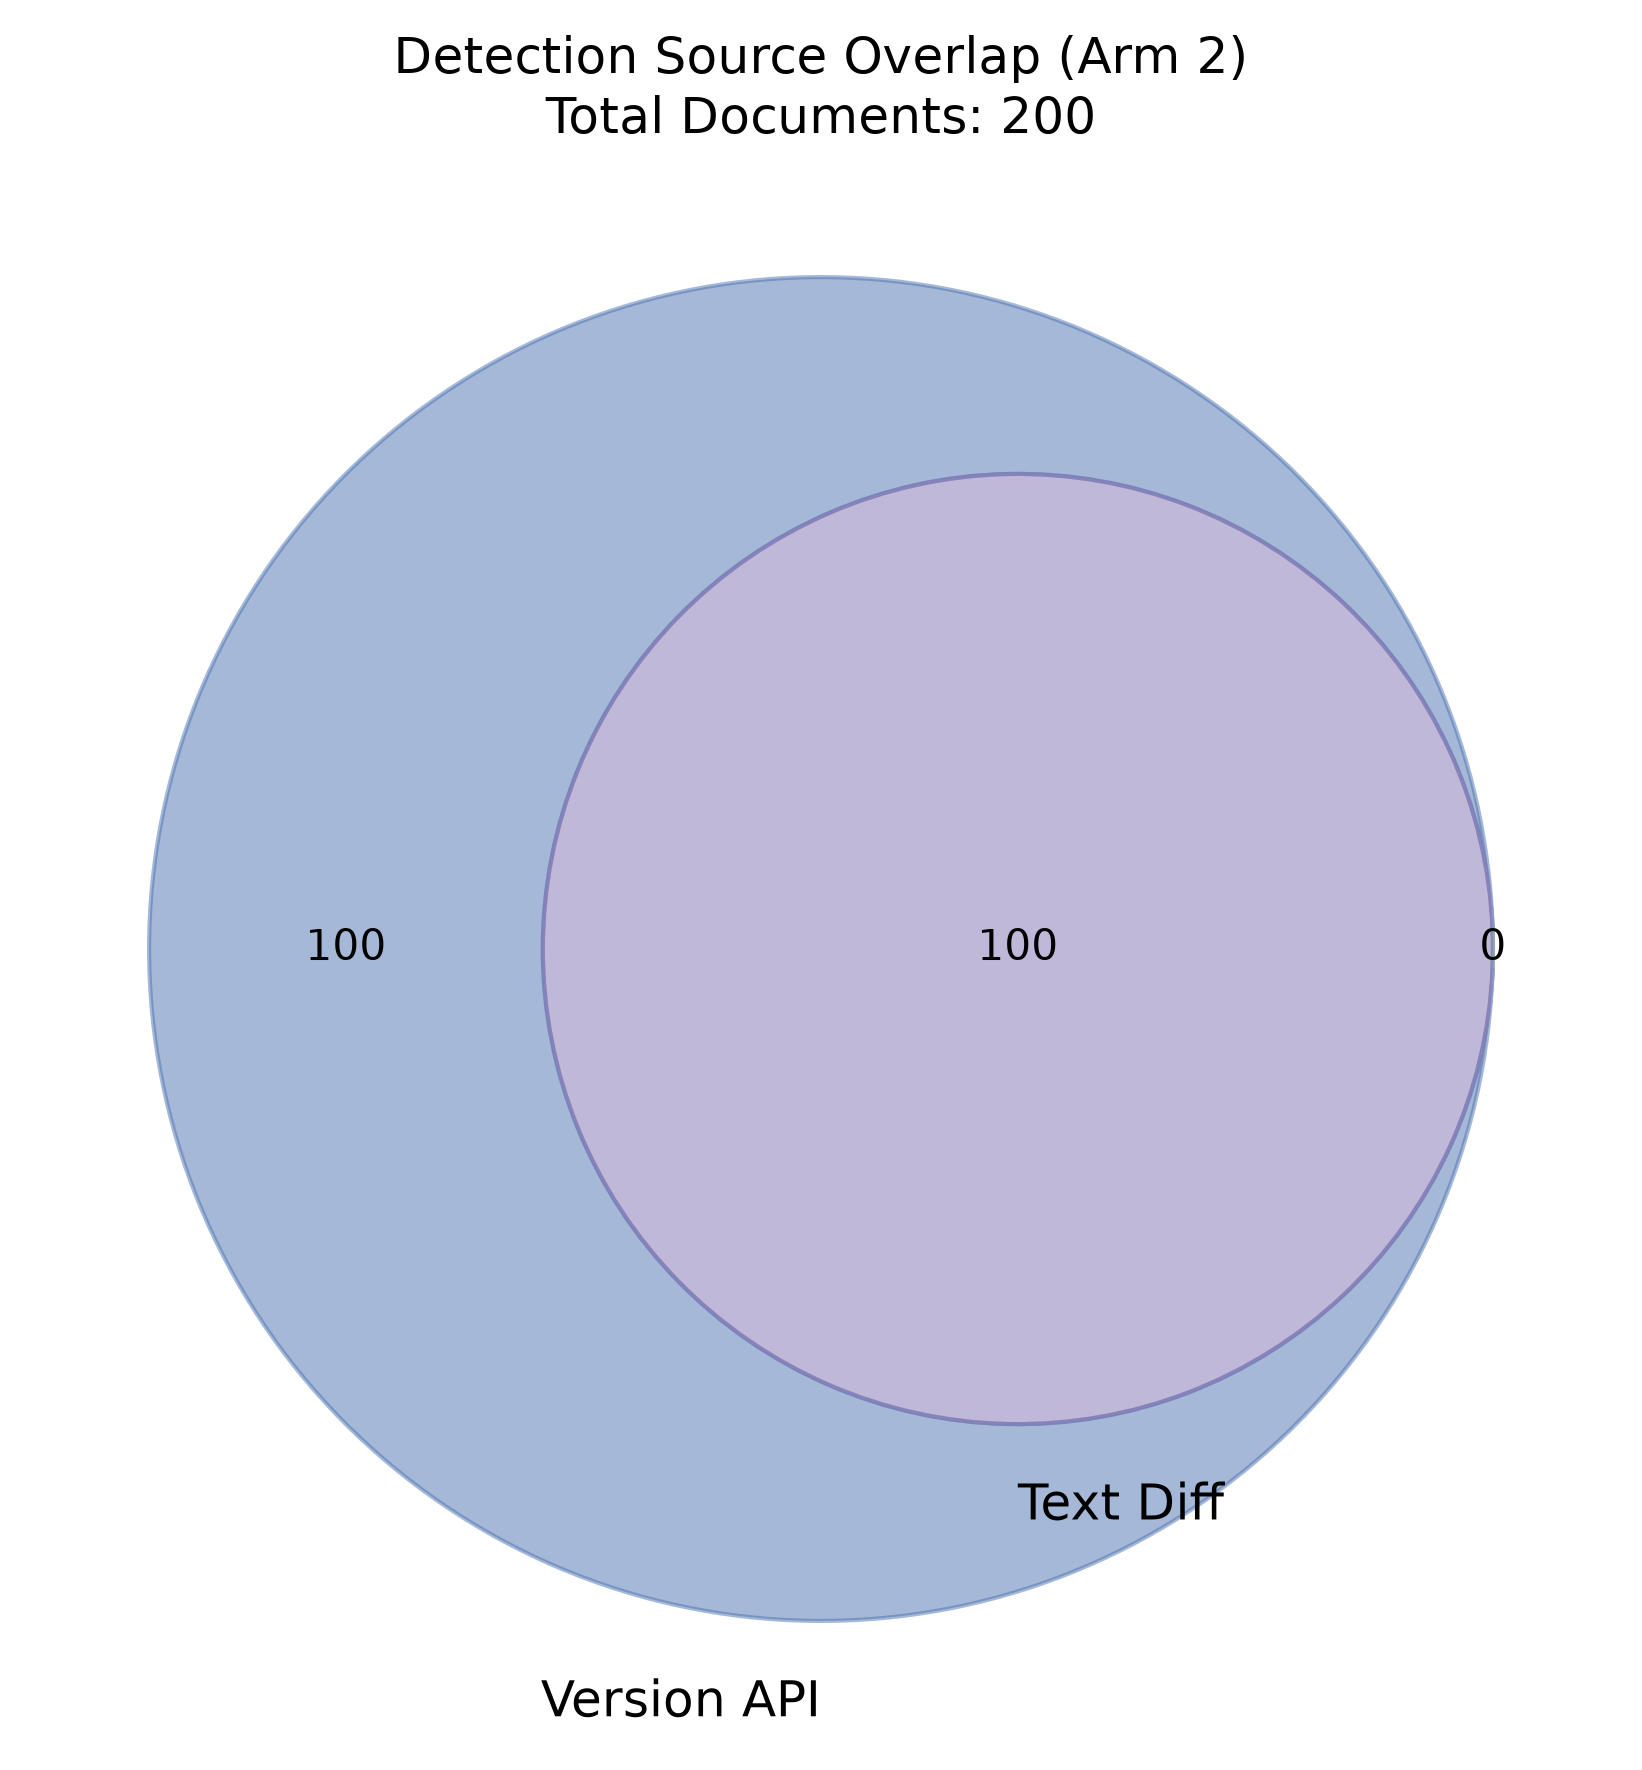 Detection Source Overlap (Arm 2)
Total Documents: 200
100
100
0
Text Diff
Version API